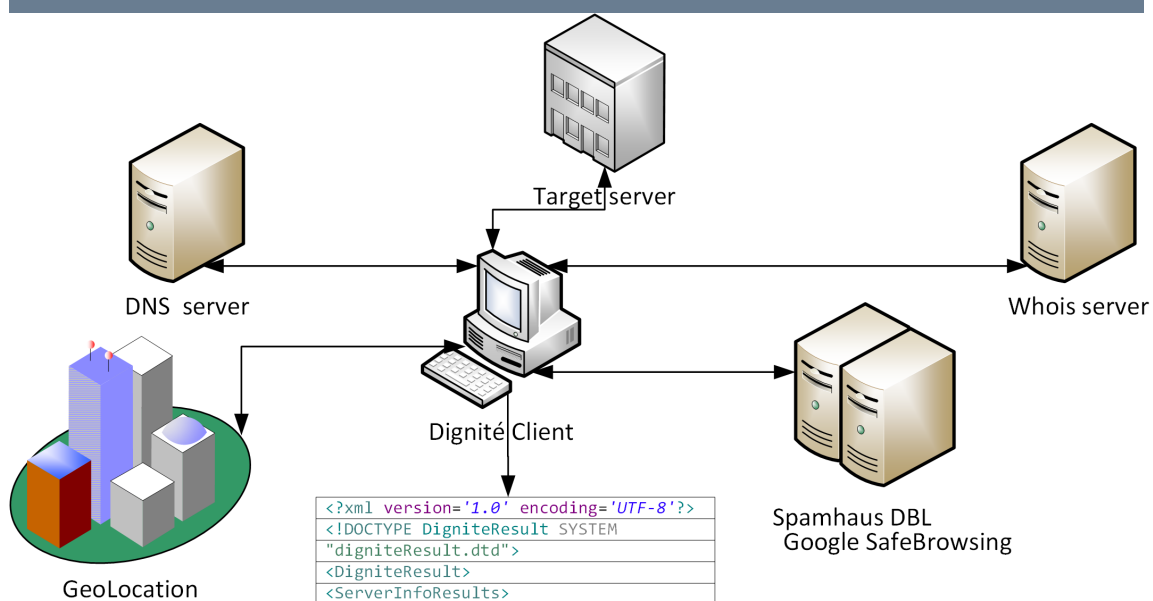 Target server
DNS server
Whois server
Dignité Client
Spamhaus DBL
Google SafeBrowsing
GeoLocation
<?xml version='1.0' encoding='UTF-8'?>
<!DOCTYPE DigniteResult SYSTEM
"digniteResult.dtd">
<DigniteResult>
<ServerInfoResults>